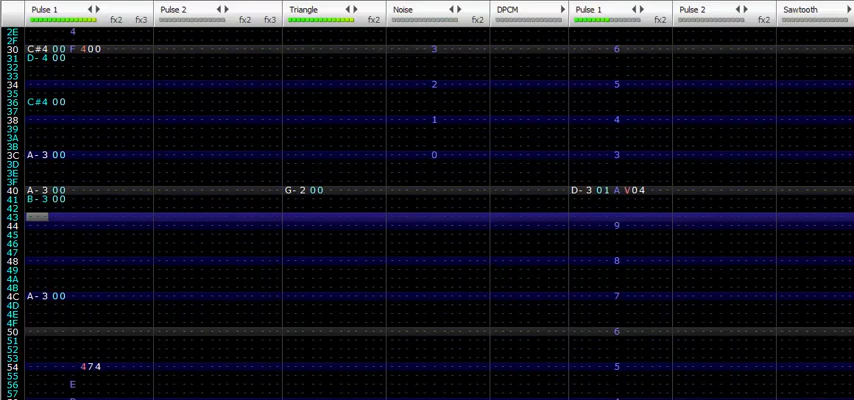 Pulse 1 fx2 fx3 Pulse 2 fx2 fx3 Triangle fx2 Noise fx2 DPCM Pulse 1 fx2 Pulse 2 fx2 Sawtooth
2E 4
2F
30 C#4 00 F 400 3 6
31 D-4 00
34 2 5
35
36 C#4 00
37
38 1 4
39
3A
3B
3C A-3 00 0 3
3D
3E
3F
40 A-3 00 G-2 00 D-3 01 A V04
41 B-3 00
42
43
44 9
45
46
47
48 8
49
4A
4B
4C A-3 00 7
4D
4E
4F
50 6
51
52
53
54 474 5
55
56 E
57